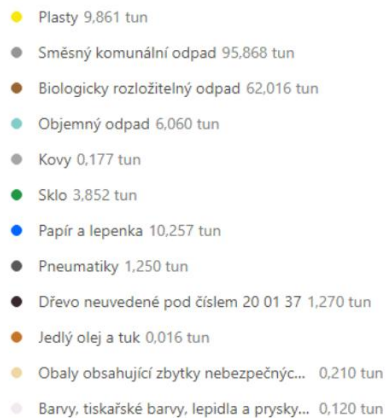 Plasty 9,861 tun
Směsný komunální odpad 95,868 tun
Biologicky rozložitelný odpad 62,016 tun
Objemný odpad 6,060 tun
Kovy 0,177 tun
Sklo 3,852 tun
Papír a lepenka 10,257 tun
Pneumatiky 1,250 tun
Dřevo neuvedené pod číslem 20 01 37 1,270 tun
Jedlý olej a tuk 0,016 tun
Obaly obsahující zbytky nebezpečnýc... 0,210 tun
Barvy, tiskařské barvy, lepidla a prysky... 0,120 tun